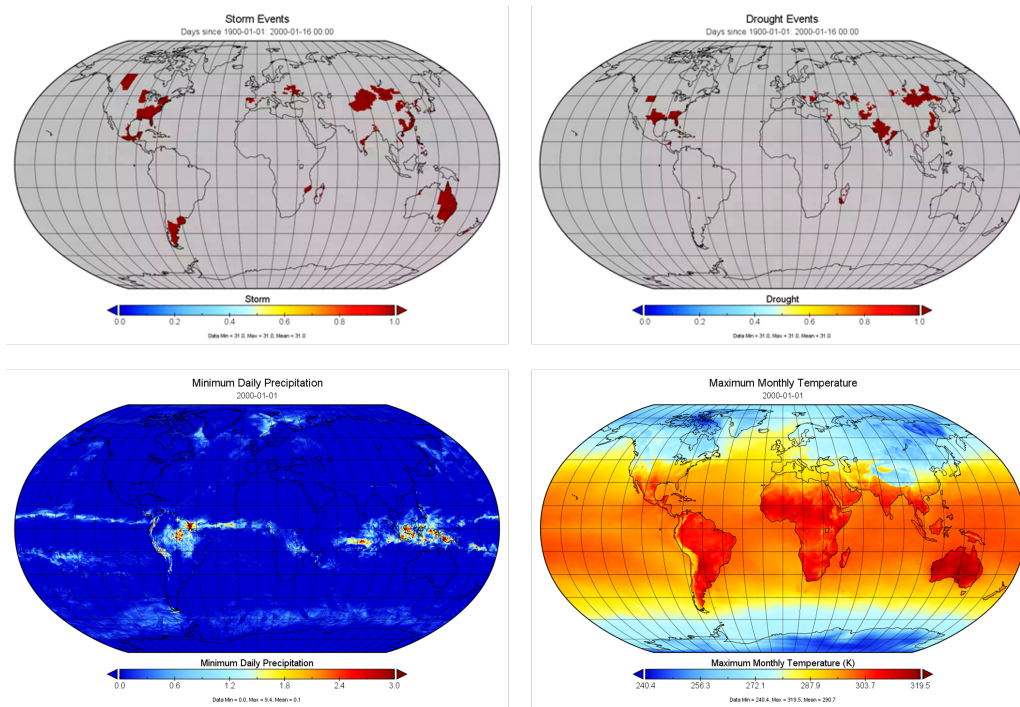 Storm Events
Days since 1900-01-01: 2000-01-16 00:00
Storm
0.0 0.2 0.4 0.6 0.8 1.0
Data Min = 31.0, Max = 31.0, Mean = 31.0
Drought Events
Days since 1900-01-01: 2000-01-16 00:00
Drought
0.0 0.2 0.4 0.6 0.8 1.0
Data Min = 31.0, Max = 31.0, Mean = 31.0
Minimum Daily Precipitation
2000-01-01
Minimum Daily Precipitation
0.0 0.6 1.2 1.8 2.4 3.0
Data Min = 0.0, Max = 9.4, Mean = 0.1
Maximum Monthly Temperature
2000-01-01
Maximum Monthly Temperature (K)
240.4 256.3 272.1 287.9 303.7 319.5
Data Min = 240.4, Max = 319.5, Mean = 290.7